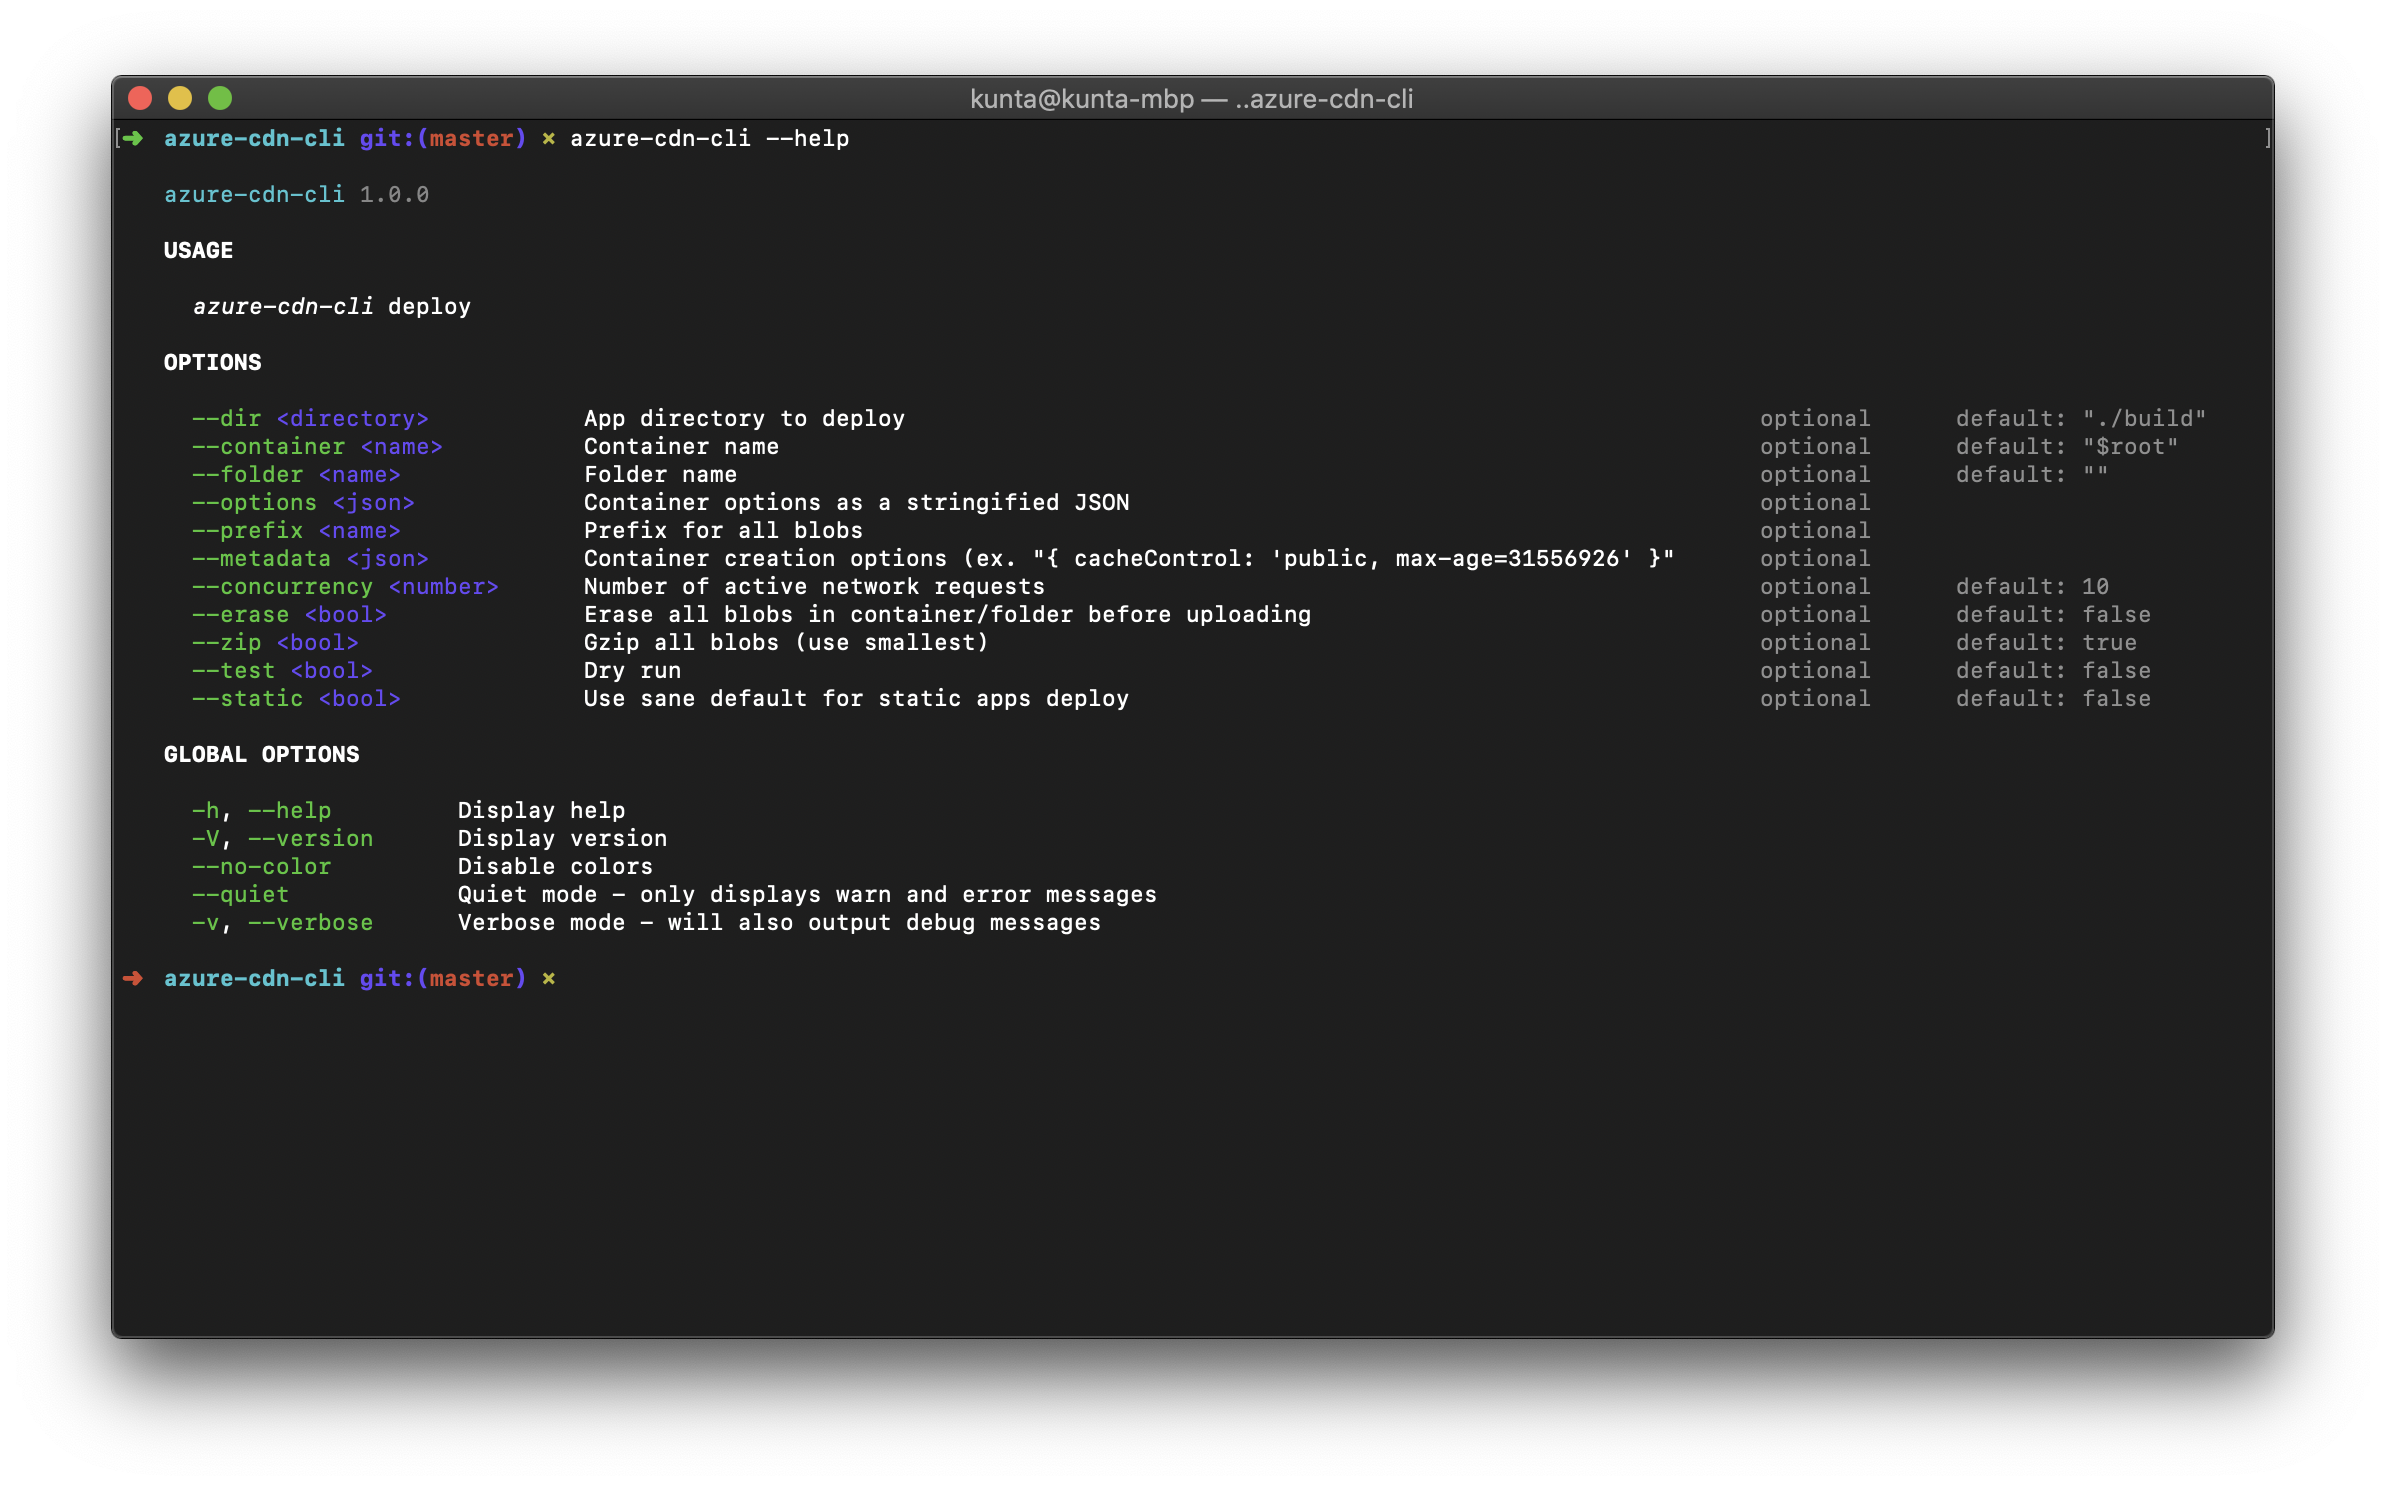 kunta@kunta-mbp — ..azure-cdn-cli
[➜  azure-cdn-cli git:(master) × azure-cdn-cli --help ]
azure-cdn-cli 1.0.0
USAGE
azure-cdn-cli deploy
OPTIONS
--dir <directory> App directory to deploy optional default: "./build"
--container <name> Container name optional default: "$root"
--folder <name> Folder name optional default: ""
--options <json> Container options as a stringified JSON optional
--prefix <name> Prefix for all blobs optional
--metadata <json> Container creation options (ex. "{ cacheControl: 'public, max-age=31556926' }" optional
--concurrency <number> Number of active network requests optional default: 10
--erase <bool> Erase all blobs in container/folder before uploading optional default: false
--zip <bool> Gzip all blobs (use smallest) optional default: true
--test <bool> Dry run optional default: false
--static <bool> Use sane default for static apps deploy optional default: false
GLOBAL OPTIONS
-h, --help Display help
-V, --version Display version
--no-color Disable colors
--quiet Quiet mode - only displays warn and error messages
-v, --verbose Verbose mode - will also output debug messages
➜  azure-cdn-cli git:(master) ×